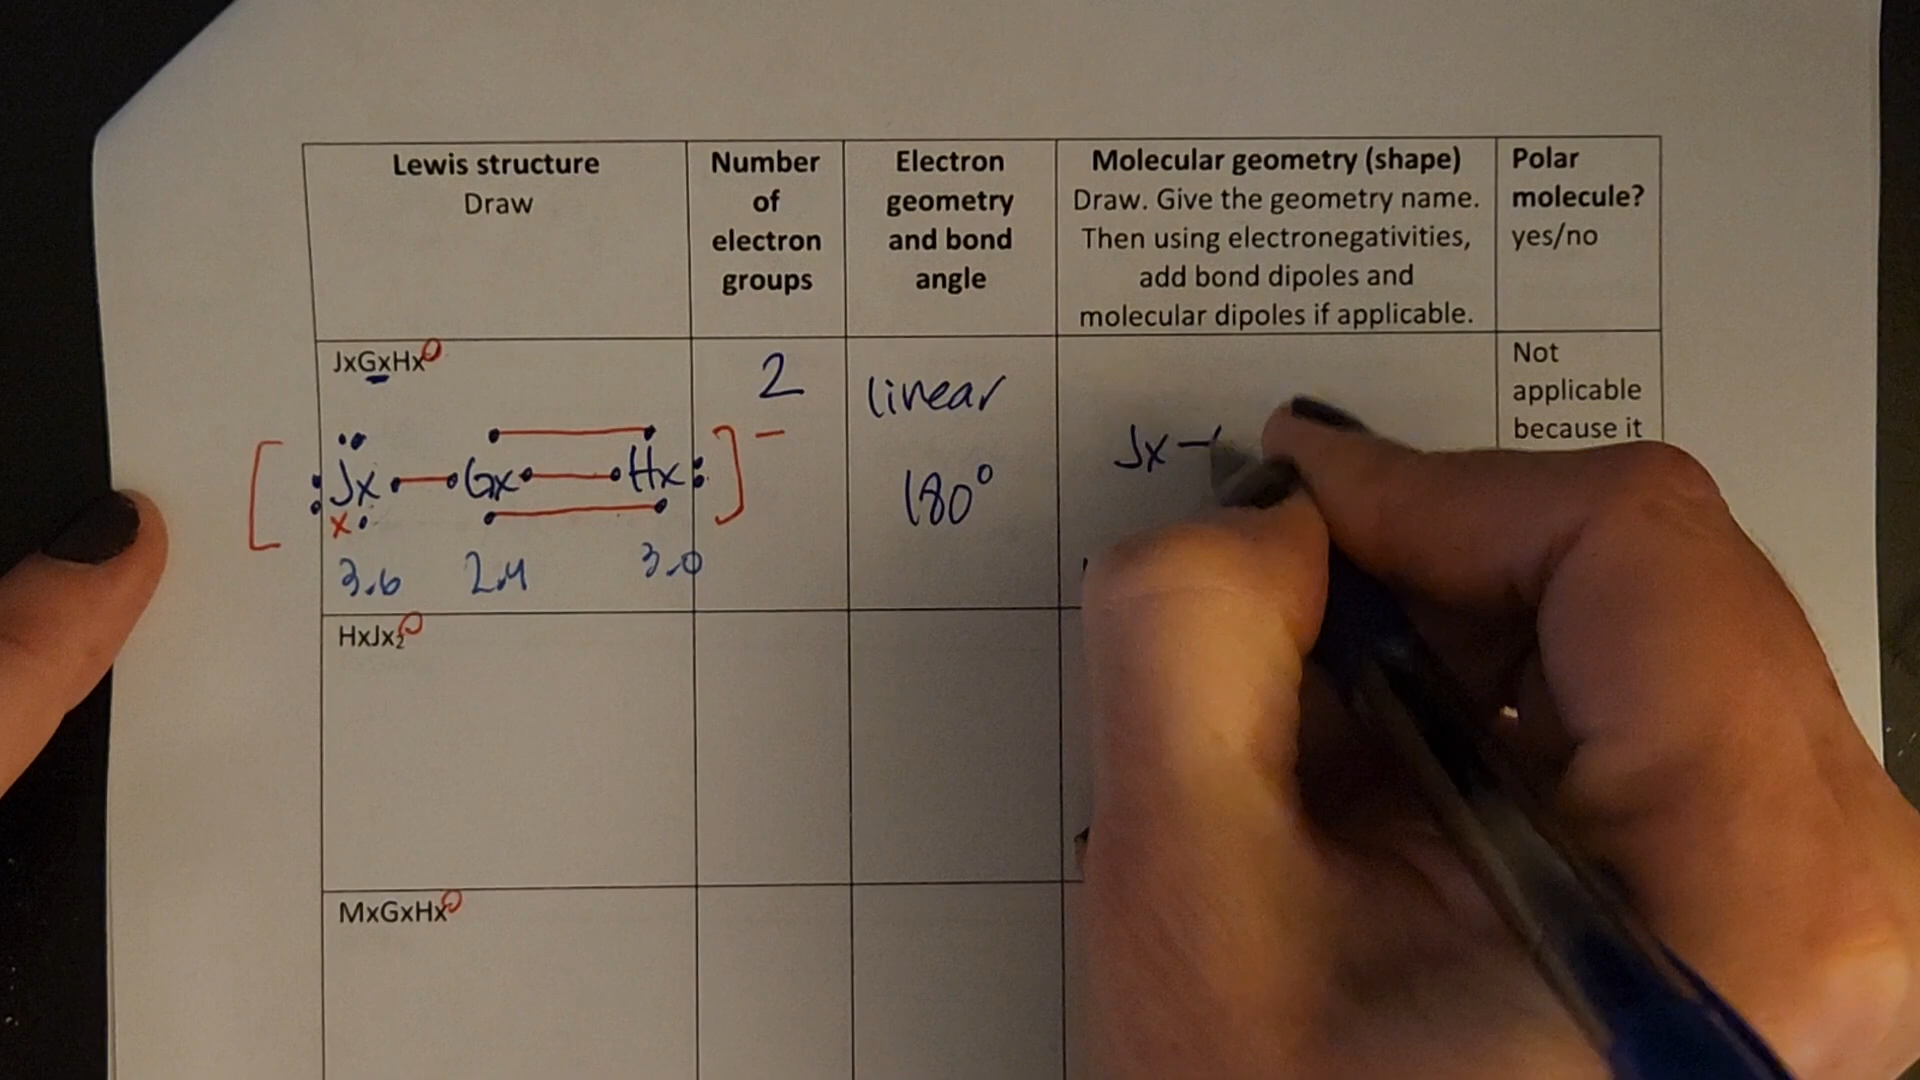 Lewis structure
Draw
Number
of
electron
groups
Electron
geometry
and bond
angle
Molecular geometry (shape)
Draw. Give the geometry name.
Then using electronegativities,
add bond dipoles and
molecular dipoles if applicable.
Polar
molecule?
yes/no
JxGxHx
[ Jx Gx Hx ] −
3.6 2.4 3.0
2
linear
180°
Jx
Not
applicable
because it
HxJx₂
MxGxHx